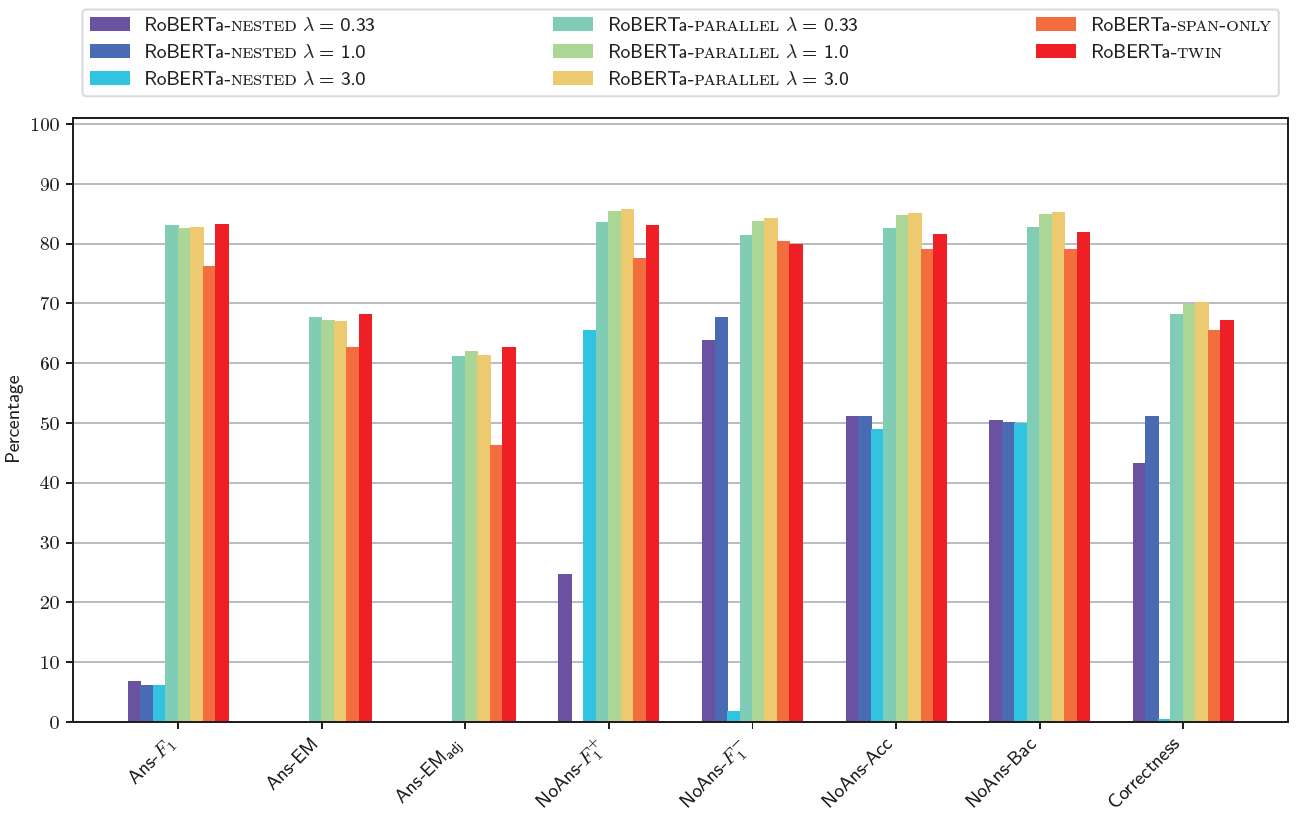 RoBERTa-NESTED λ = 0.33
RoBERTa-NESTED λ = 1.0
RoBERTa-NESTED λ = 3.0
RoBERTa-PARALLEL λ = 0.33
RoBERTa-PARALLEL λ = 1.0
RoBERTa-PARALLEL λ = 3.0
RoBERTa-SPAN-ONLY
RoBERTa-TWIN
Percentage
100
90
80
70
60
50
40
30
20
10
0
Ans-F₁
Ans-EM
Ans-EM_adj
NoAns-F₁⁺
NoAns-F₁⁻
NoAns-Acc
NoAns-Bac
Correctness